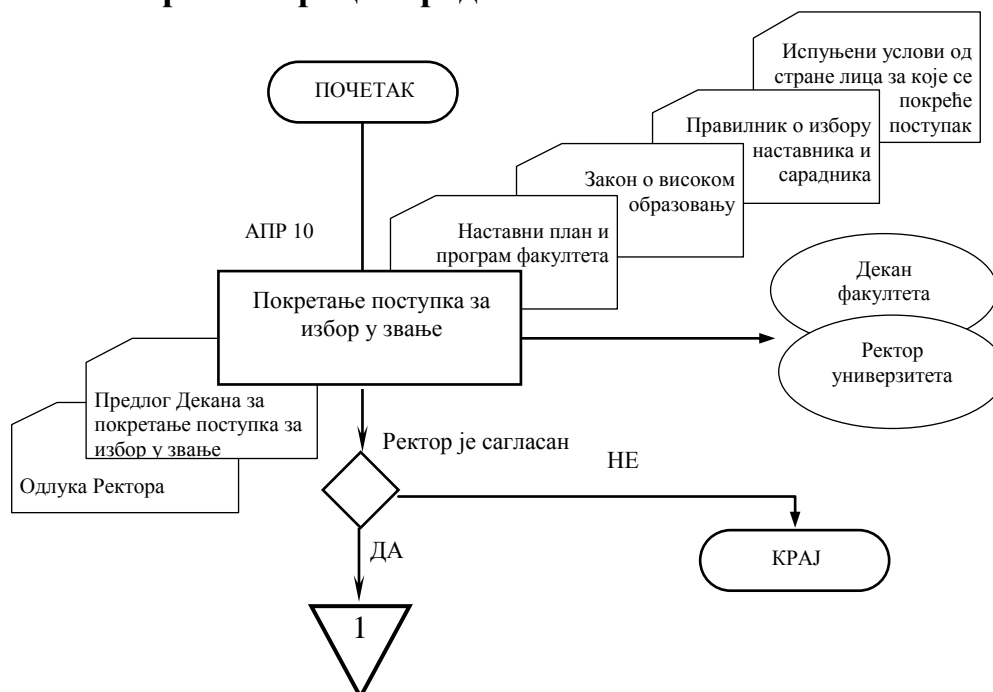 ПОЧЕТАК
Испуњени услови од
стране лица за које се
покреће
поступак
Правилник о избору
наставника и
сарадника
Закон о високом
образовању
АПР 10
Наставни план и
програм факултета
Покретање поступка за
избор у звање
Декан
факултета
Ректор
универзитета
Предлог Декана за
покретање поступка за
избор у звање
Одлука Ректора
Ректор је сагласан
НЕ
ДА
КРАЈ
1